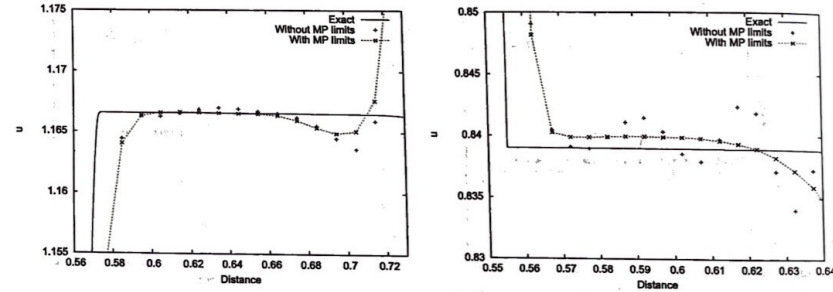 1.175
1.17
1.165
1.16
1.155
u
0.56
0.58
0.6
0.62
0.64
0.66
0.68
0.7
0.72
Distance
Exact
Without MP limits
With MP limits
0.85
0.845
0.84
0.835
0.83
u
0.55
0.56
0.57
0.58
0.59
0.6
0.61
0.62
0.63
0.64
Distance
Exact
Without MP limits
With MP limits